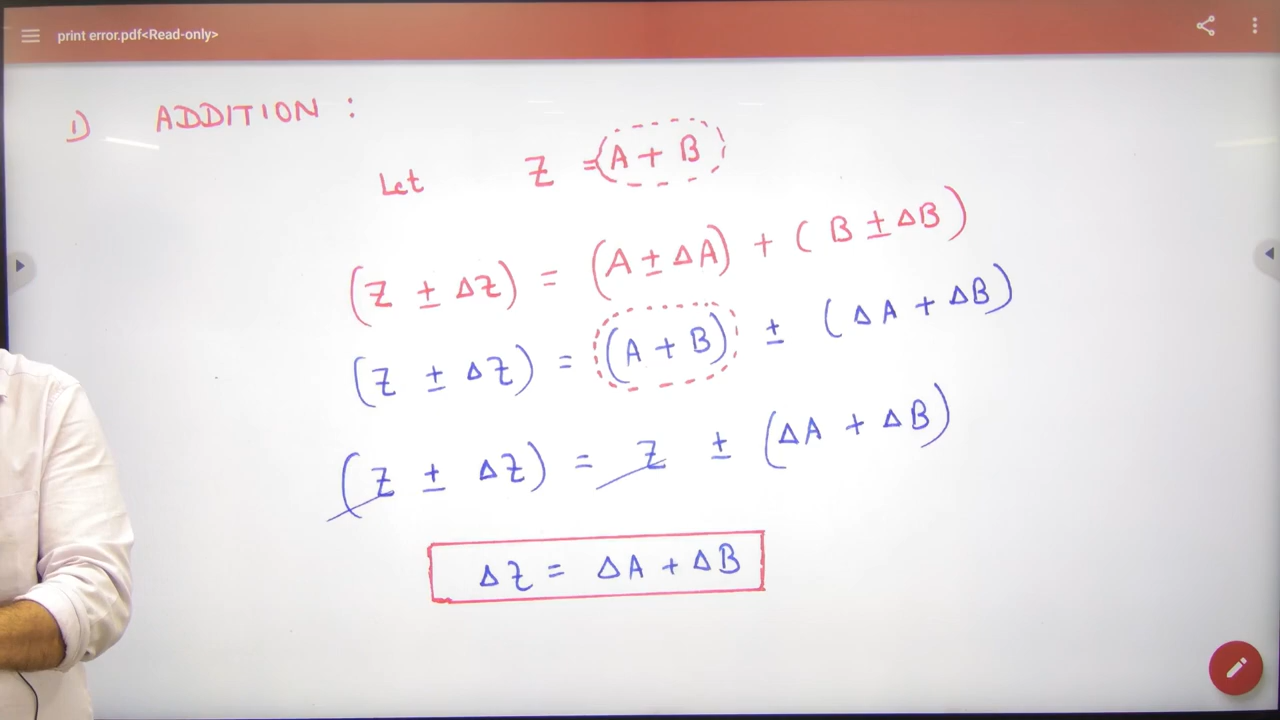 print error.pdf<Read-only>
1) ADDITION :
Let Z = (A + B)
(Z ± ΔZ) = (A ± ΔA) + (B ± ΔB)
(Z ± ΔZ) = (A + B) ± (ΔA + ΔB)
(Z ± ΔZ) = Z ± (ΔA + ΔB)
ΔZ = ΔA + ΔB